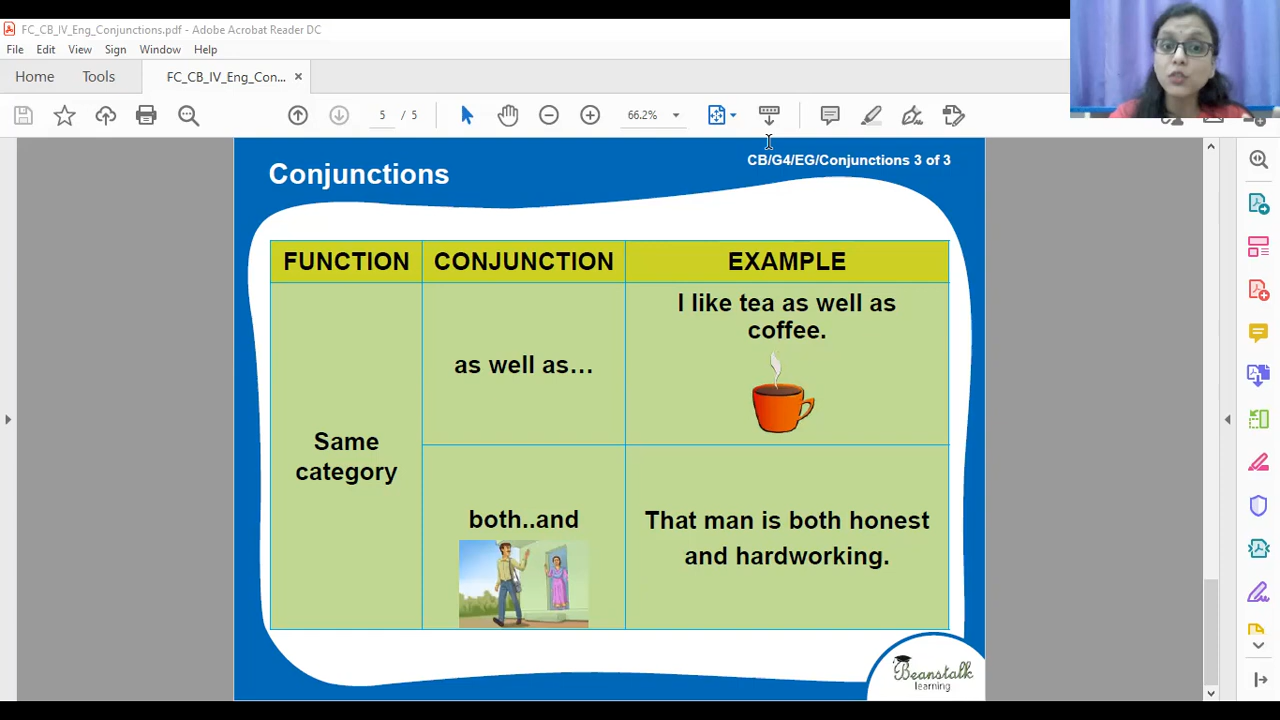 FC_CB_IV_Eng_Conjunctions.pdf - Adobe Acrobat Reader DC
File Edit View Window Sign Help
Home Tools FC_CB_IV_Eng_Con... ×
5 / 5 66.2%
Conjunctions
CB/G4/EG/Conjunctions 3 of 3
FUNCTION CONJUNCTION EXAMPLE
Same
category
as well as…
I like tea as well as
coffee.
both..and
That man is both honest
and hardworking.
Beanstalk
learning